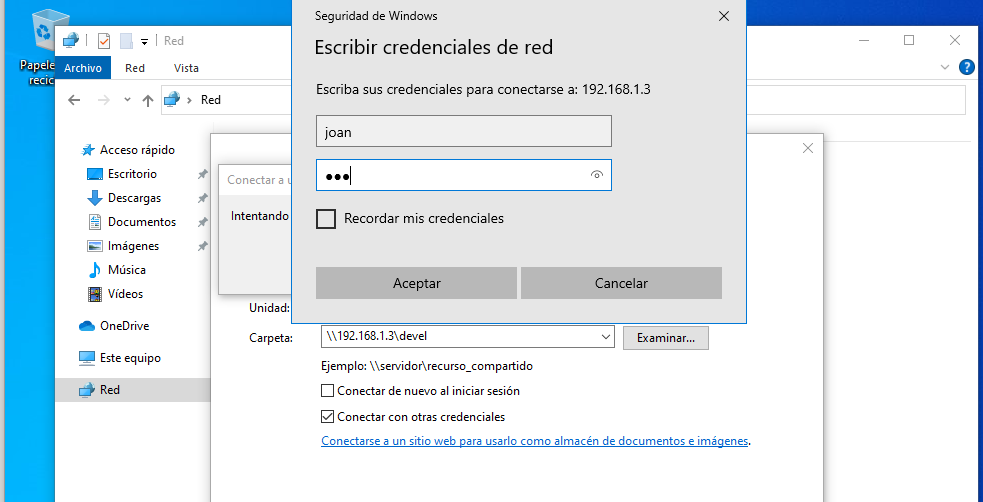 Seguridad de Windows
Escribir credenciales de red
Escriba sus credenciales para conectarse a: 192.168.1.3
joan
●●●
Recordar mis credenciales
Aceptar
Cancelar
Red
Archivo
Red
Vista
Red
Acceso rápido
Escritorio
Descargas
Documentos
Imágenes
Música
Vídeos
OneDrive
Este equipo
Red
Conectar a u
Intentando
Unidad:
Carpeta:
\\192.168.1.3\devel
Examinar...
Ejemplo: \\servidor\recurso_compartido
Conectar de nuevo al iniciar sesión
Conectar con otras credenciales
Conectarse a un sitio web para usarlo como almacén de documentos e imágenes.